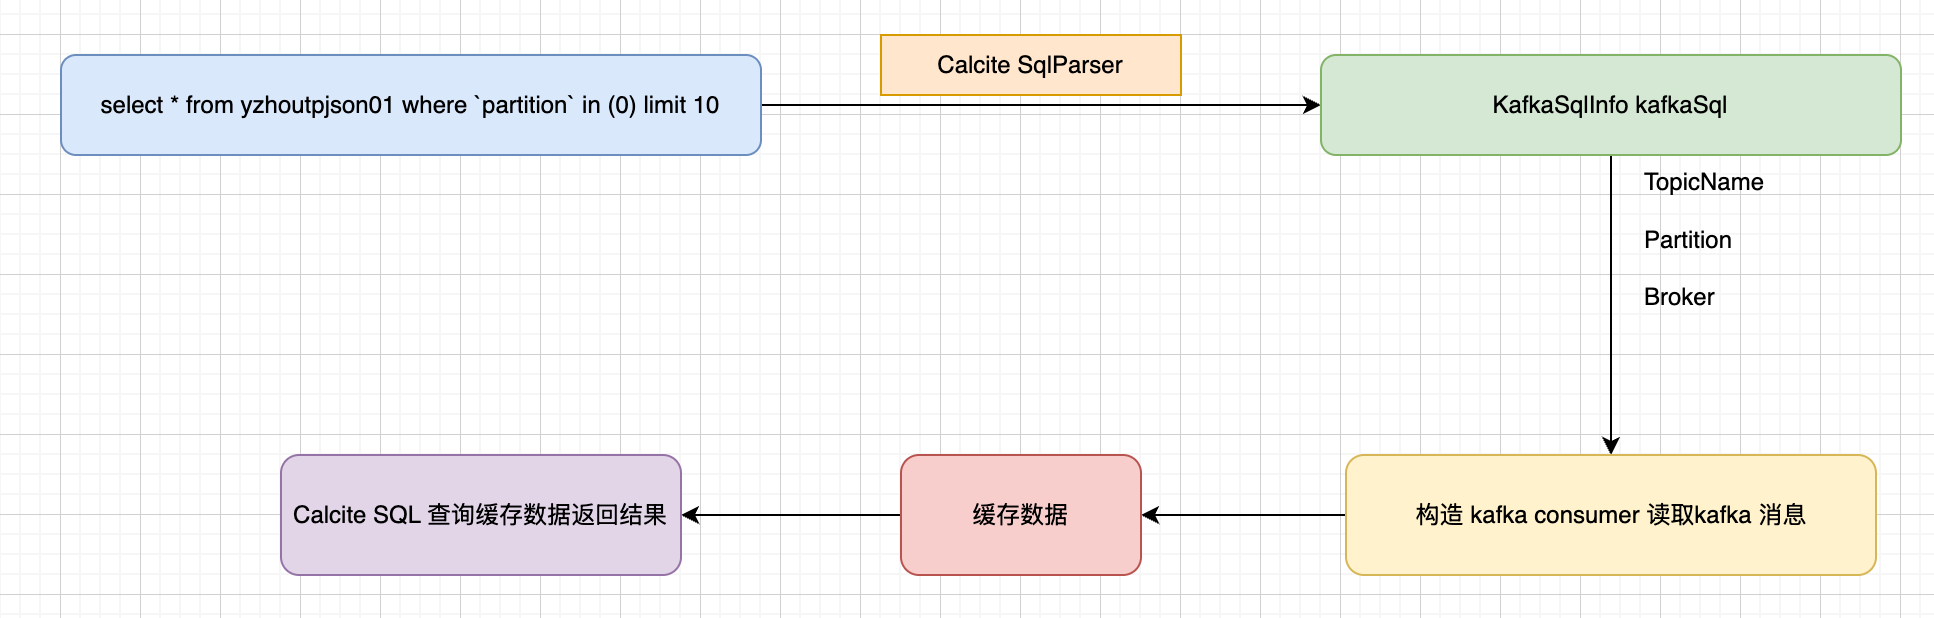 select * from yzhoutpjson01 where `partition` in (0) limit 10
Calcite SqlParser
KafkaSqlInfo kafkaSql
TopicName
Partition
Broker
构造 kafka consumer 读取kafka 消息
缓存数据
Calcite SQL 查询缓存数据返回结果